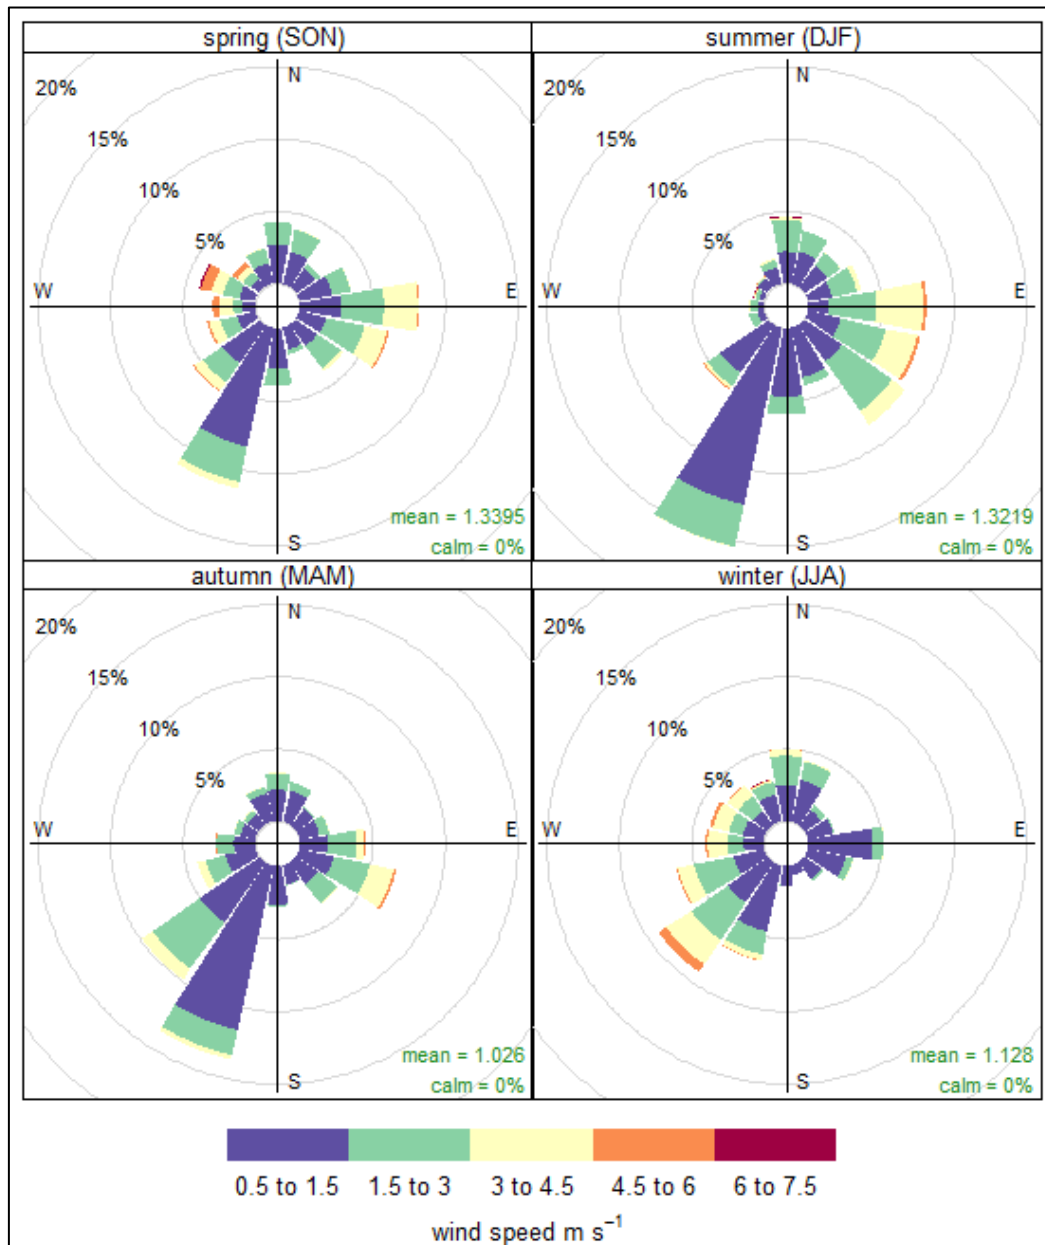 spring (SON)
N
20%
15%
10%
5%
W
E
mean = 1.3395
S
calm = 0%
summer (DJF)
N
20%
15%
10%
5%
W
E
mean = 1.3219
S
calm = 0%
autumn (MAM)
N
20%
15%
10%
5%
W
E
mean = 1.026
S
calm = 0%
winter (JJA)
N
20%
15%
10%
5%
W
E
mean = 1.128
S
calm = 0%
0.5 to 1.5 1.5 to 3 3 to 4.5 4.5 to 6 6 to 7.5
wind speed m s⁻¹